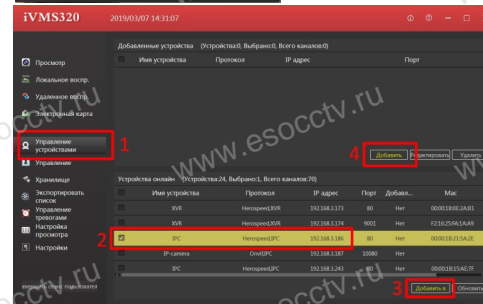 iVMS320 2019/03/07 14:31:07
Добавленные устройства (Устройства:0, Выбрано:0, Всего каналов:0)
Имя устройства Протокол IP адрес Порт
Просмотр
Локальное воспр.
Удаленное воспр.
Электронная карта
Управление
устройствами
Управление
Хранилище
Экспортировать
список
Управление
тревогами
Настройка
просмотра
Настройки
1
4
Добавить Редактировать Удалить
Устройства онлайн (Устройства:24, Выбрано:1, Всего каналов:70)
Имя устройства Протокол IP адрес Порт Добавл... Mac
XVR Herospeed,XVR 192.168.3.173 80 Нет
XVR Herospeed,XVR 192.168.3.174 9001 Нет
2
IPC Herospeed,IPC 192.168.3.186 80 Нет
IP-camera Onvif,IPC 192.168.3.187 10080 Нет
IPC Herospeed,IPC 192.168.3.243 80 Нет
3
Добавить в Обновить
www.esoccctv.ru